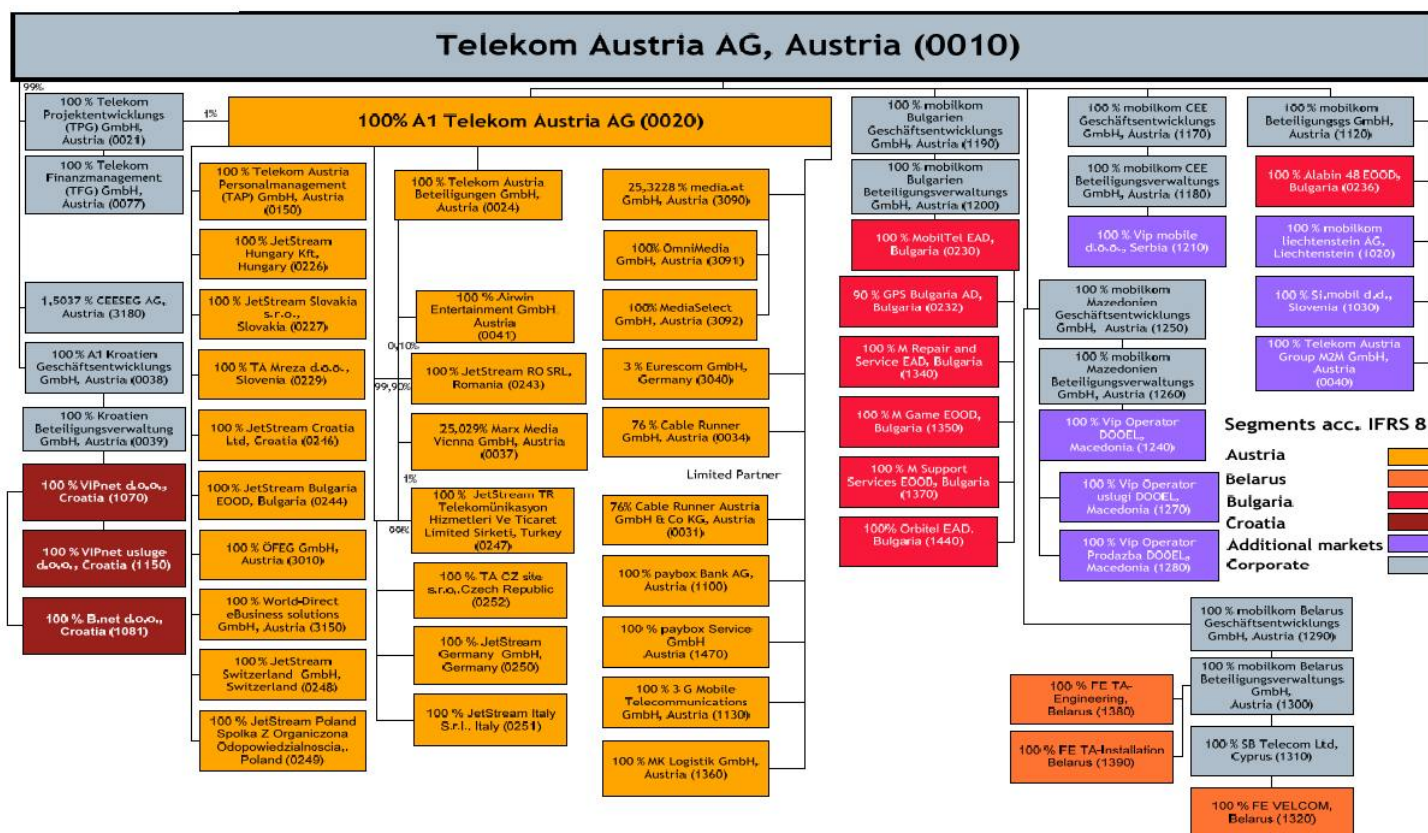 Telekom Austria AG, Austria (0010)
99%
100 % Telekom
Projektentwicklungs
(TPG) GmbH,
Austria (0021)
1%
100% A1 Telekom Austria AG (0020)
100 % Telekom
Finanzmanagement
(TFG) GmbH,
Austria (0077)
1,5037 % CEESEG AG,
Austria (3180)
100 % A1 Kroatien
Geschäftsentwicklungs
GmbH, Austria (0038)
100 % Kroatien
Beteiligungsverwaltung
GmbH, Austria (0039)
100 % VIPnet d.o.o.,
Croatia (1070)
100 % VIPnet usluge
d.o.o., Croatia (1150)
100 % B.net d.o.o.,
Croatia (1081)
100 % Telekom Austria
Personalmanagement
(TAP) GmbH, Austria
(0150)
100 % JetStream
Hungary Kft,
Hungary (0226)
100 % JetStream Slovakia
s.r.o.,
Slovakia (0227)
100 % TA Mreza d.o.o.,
Slovenia (0229)
100 % JetStream Croatia
Ltd, Croatia (0246)
100 % JetStream Bulgaria
EOOD, Bulgaria (0244)
100 % ÖFEG GmbH,
Austria (3010)
100 % World-Direct
eBusiness solutions
GmbH, Austria (3150)
100 % JetStream
Switzerland GmbH,
Switzerland (0248)
100 % JetStream Poland
Spolka Z Organiczona
Odopowiedzialnoscia,
Poland (0249)
100 % Telekom Austria
Beteiligungen GmbH,
Austria (0024)
100 % Airwin
Entertainment GmbH
Austria
(0041)
0,10%
100 % JetStream RO SRL,
Romania (0243)
99,90%
25,029% Marx Media
Vienna GmbH, Austria
(0037)
1%
100 % JetStream TR
Telekomünikasyon
Hizmetleri Ve Ticaret
Limited Sirketi, Turkey
(0247)
99%
100 % TA CZ site
s.r.o,.Czech Republic
(0252)
100 % JetStream
Germany GmbH,
Germany (0250)
100 % JetStream Italy
S.r.l.. Italy (0251)
25,3228 % media.at
GmbH, Austria (3090)
100% OmniMedia
GmbH, Austria (3091)
100% MediaSelect
GmbH, Austria (3092)
3 % Eurescom GmbH,
Germany (3040)
76 % Cable Runner
GmbH, Austria (0034)
Limited Partner
76% Cable Runner Austria
GmbH & Co KG, Austria
(0031)
100 % paybox Bank AG,
Austria (1100)
100 % paybox Service
GmbH
Austria (1470)
100 % 3 G Mobile
Telecommunications
GmbH, Austria (1130)
100 % MK Logistik GmbH,
Austria (1360)
100 % mobilkom
Bulgarien
Geschäftsentwicklungs
GmbH, Austria (1190)
100 % mobilkom
Bulgarien
Beteiligungsverwaltungs
GmbH, Austria (1200)
100 % MobilTel EAD,
Bulgaria (0230)
90 % GPS Bulgaria AD,
Bulgaria (0232)
100 % M Repair and
Service EAD, Bulgaria
(1340)
100 % M Game EOOD,
Bulgaria (1350)
100 % M Support
Services EOOD, Bulgaria
(1370)
100% Orbitel EAD.
Bulgaria (1440)
100 % mobilkom CEE
Geschäftsentwicklungs
GmbH, Austria (1170)
100 % mobilkom CEE
Beteiligungsverwaltungs
GmbH, Austria (1180)
100 % Vip mobile
d.o.o., Serbia (1210)
100 % mobilkom
Mazedonien
Geschäftsentwicklungs
GmbH, Austria (1250)
100 % mobilkom
Mazedonien
Beteiligungsverwaltungs
GmbH, Austria (1260)
100 % Vip Operator
DOOEL,
Macedonia (1240)
100 % Vip Operator
uslugi DOOEL,
Macedonia (1270)
100 % Vip Operator
Prodazba DOOEL,
Macedonia (1280)
100 % mobilkom
Beteiligungsgs GmbH,
Austria (1120)
100 % Alabin 48 EOOD,
Bulgaria (0236)
100 % mobilkom
liechtenstein AG,
Liechtenstein (1020)
100 % Si.mobil d.d.,
Slovenia (1030)
100 % Telekom Austria
Group M2M GmbH,
Austria
(0040)
Segments acc. IFRS 8
Austria
Belarus
Bulgaria
Croatia
Additional markets
Corporate
100 % mobilkom Belarus
Geschäftsentwicklungs
GmbH, Austria (1290)
100 % mobilkom Belarus
Beteiligungsverwaltungs
GmbH,
Austria (1300)
100 % FE TA-
Engineering,
Belarus (1380)
100 % FE TA-Installation
Belarus (1390)
100 % SB Telecom Ltd,
Cyprus (1310)
100 % FE VELCOM,
Belarus (1320)